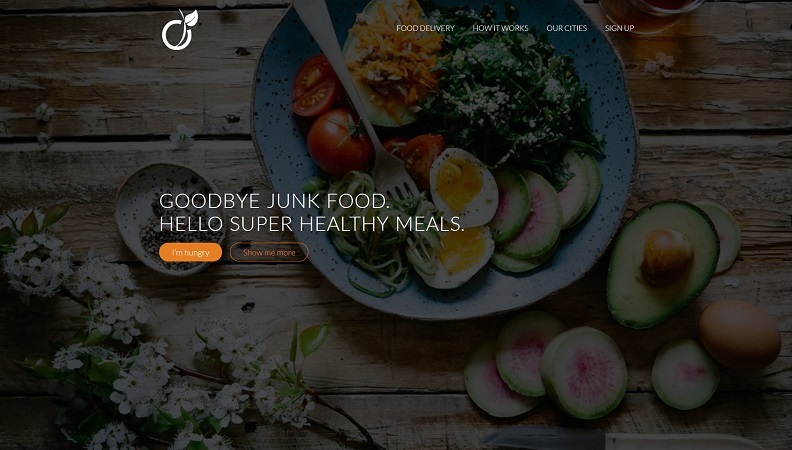 FOOD DELIVERY HOW IT WORKS OUR CITIES SIGN UP
GOODBYE JUNK FOOD.
HELLO SUPER HEALTHY MEALS.
I'm hungry Show me more